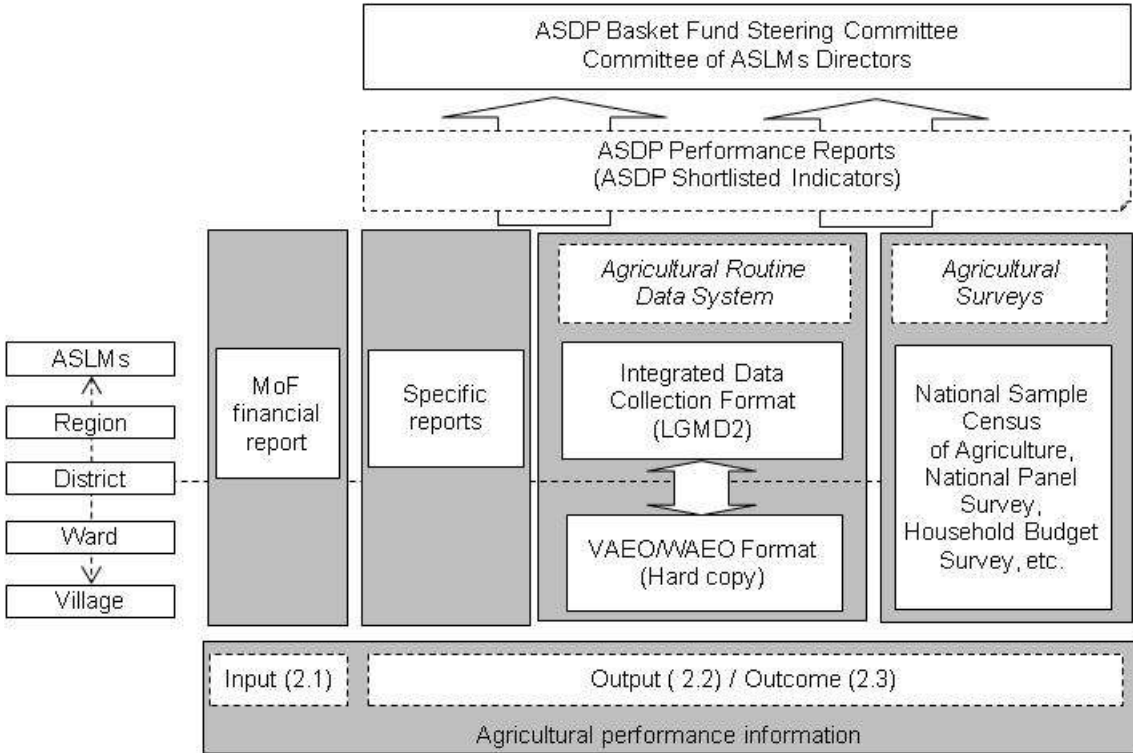 ASDP Basket Fund Steering Committee
Committee of ASLMs Directors
ASDP Performance Reports
(ASDP Shortlisted Indicators)
Agricultural Routine
Data System
Agricultural
Surveys
ASLMs
Region
District
Ward
Village
MoF
financial
report
Specific
reports
Integrated Data
Collection Format
(LGMD2)
VAEO/WAEO Format
(Hard copy)
National Sample
Census
of Agriculture,
National Panel
Survey,
Household Budget
Survey, etc.
Input (2.1)
Output ( 2.2) / Outcome (2.3)
Agricultural performance information